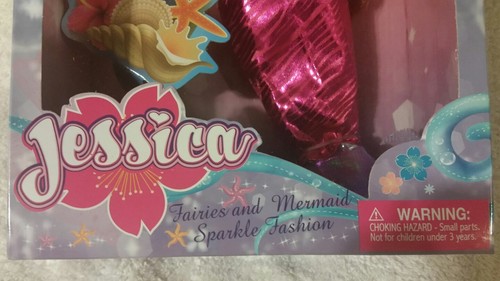 Jessica
Fairies and Mermaid
Sparkle Fashion
WARNING:
CHOKING HAZARD - Small parts.
Not for children under 3 years.